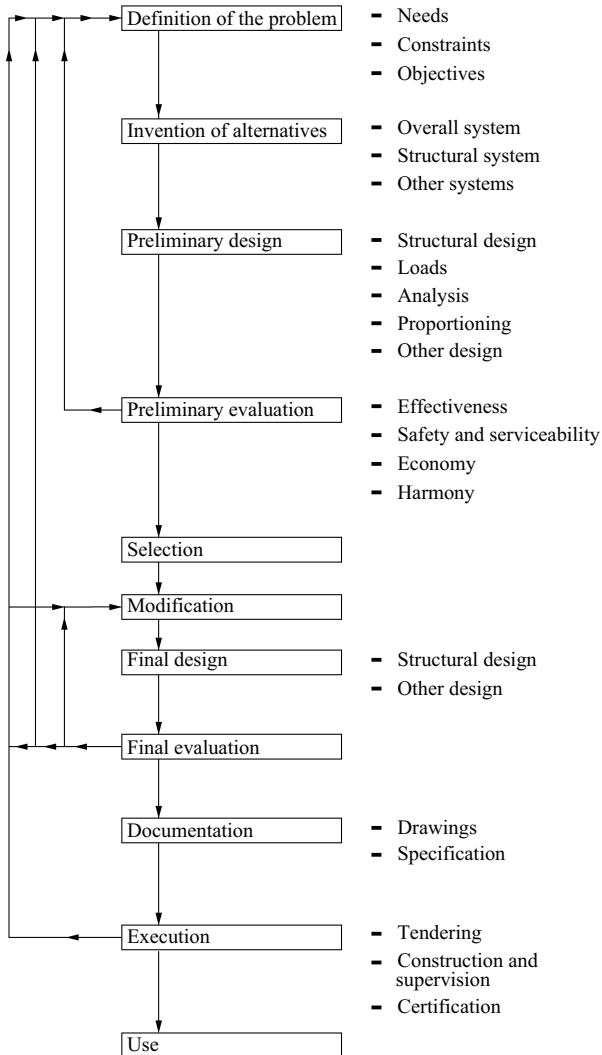 Definition of the problem
- Needs
- Constraints
- Objectives
Invention of alternatives
- Overall system
- Structural system
- Other systems
Preliminary design
- Structural design
- Loads
- Analysis
- Proportioning
- Other design
Preliminary evaluation
- Effectiveness
- Safety and serviceability
- Economy
- Harmony
Selection
Modification
Final design
- Structural design
- Other design
Final evaluation
Documentation
- Drawings
- Specification
Execution
- Tendering
- Construction and
supervision
- Certification
Use